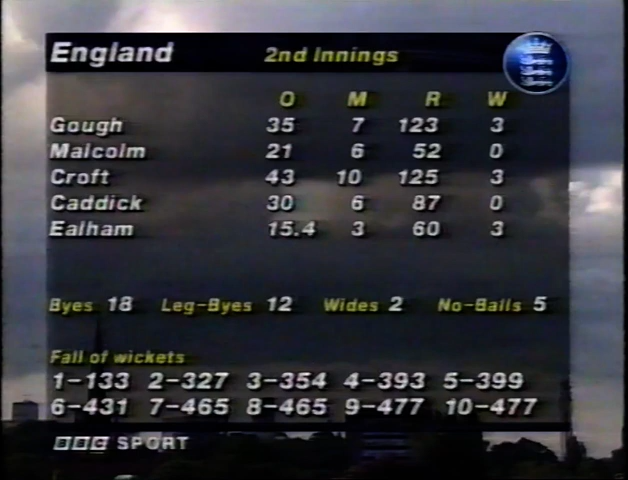 England 2nd Innings
O M R W
Gough 35 7 123 3
Malcolm 21 6 52 0
Croft 43 10 125 3
Caddick 30 6 87 0
Ealham 15.4 3 60 3
Byes 18 Leg-Byes 12 Wides 2 No-Balls 5
Fall of wickets
1-133 2-327 3-354 4-393 5-399
6-431 7-465 8-465 9-477 10-477
BBC SPORT